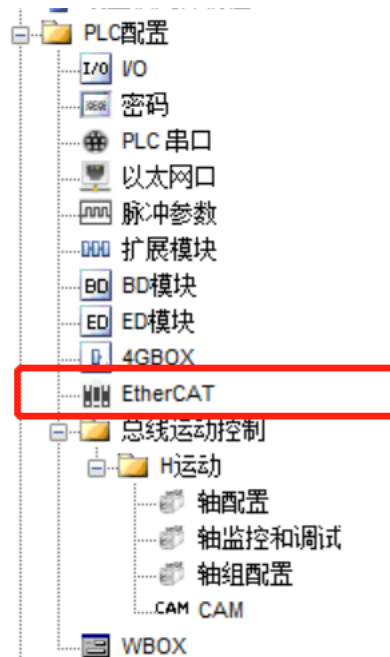 PLC配置
I/O I/O
密码
PLC 串口
以太网口
脉冲参数
扩展模块
BD BD模块
ED ED模块
4GBOX
EtherCAT
总线运动控制
H运动
轴配置
轴监控和调试
轴组配置
CAM CAM
WBOX